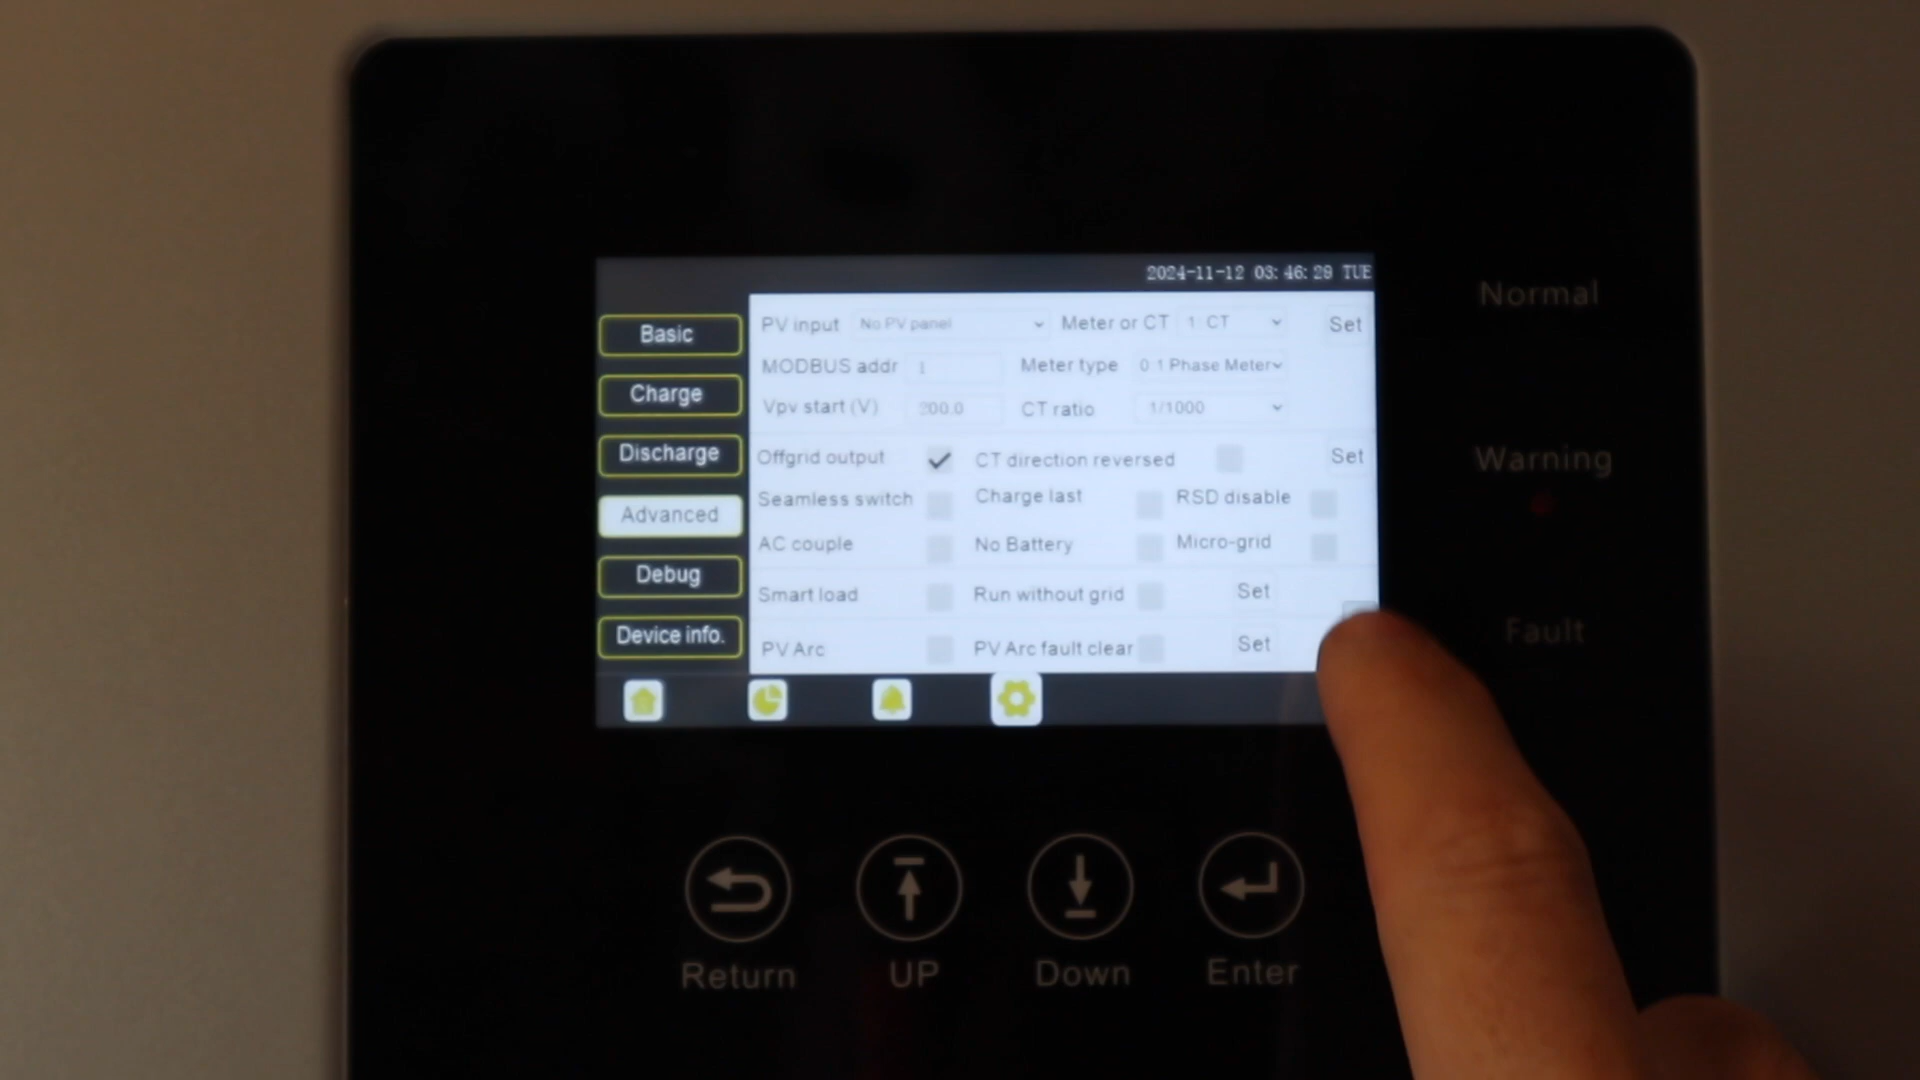 2024-11-12 03:46:29 TUE
Basic
Charge
Discharge
Advanced
Debug
Device info.
PV input No PV panel Meter or CT 1: CT Set
MODBUS addr 1 Meter type 0:1 Phase Meter
Vpv start (V) 200.0 CT ratio 1/1000
Offgrid output CT direction reversed Set
Seamless switch Charge last RSD disable
AC couple No Battery Micro-grid
Smart load Run without grid Set
PV Arc PV Arc fault clear Set
Normal
Warning
Fault
Return UP Down Enter